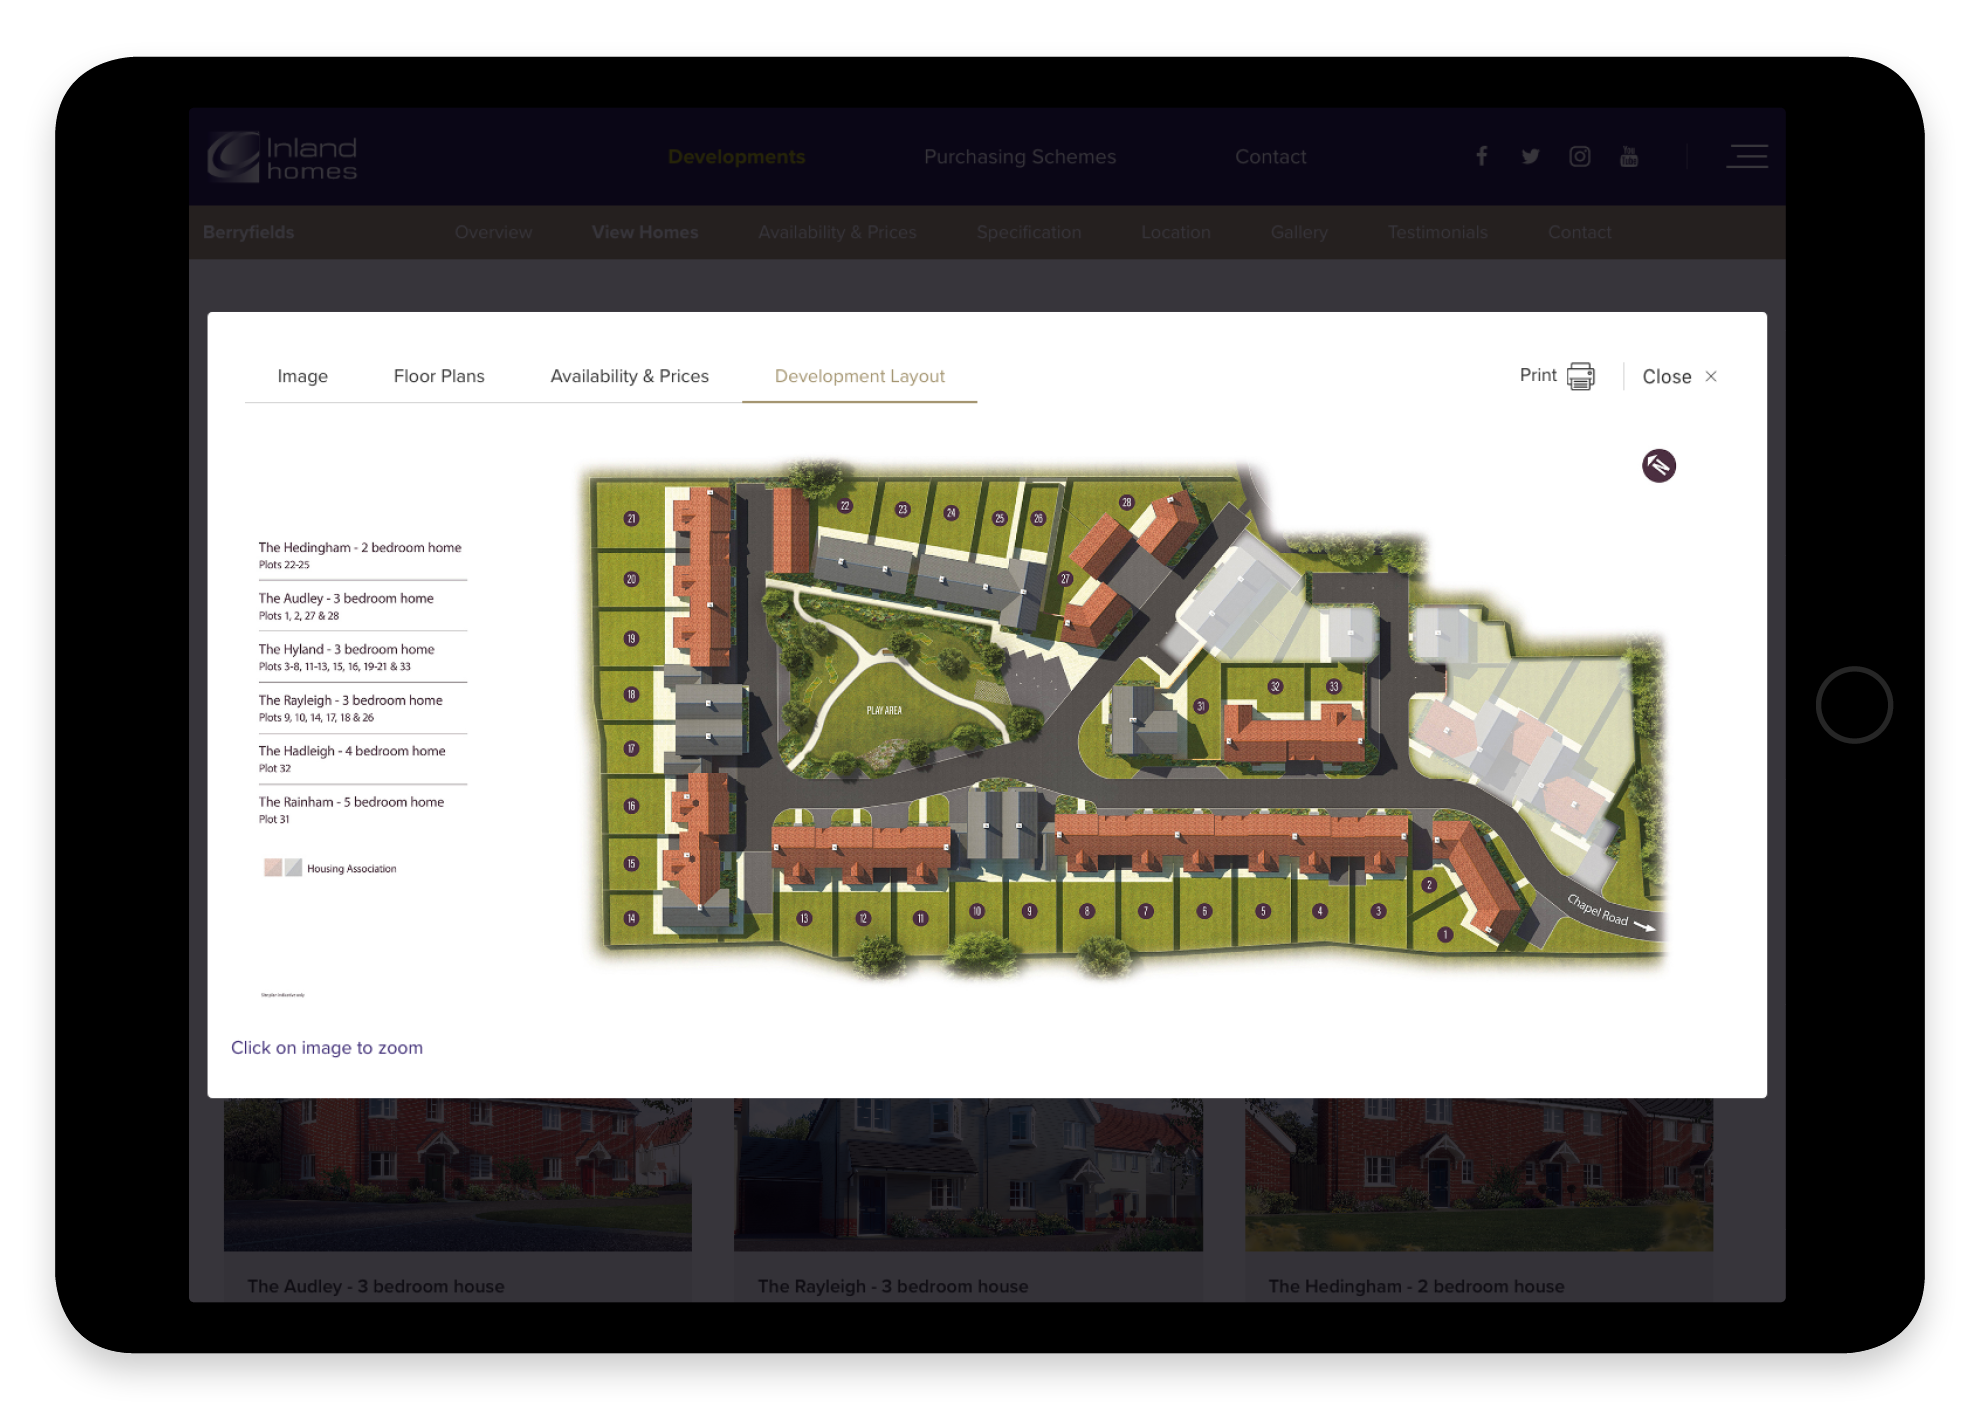 Inland
homes
Developments
Purchasing Schemes
Contact
You
Tube
Berryfields
Overview
View Homes
Availability & Prices
Specification
Location
Gallery
Testimonials
Contact
Image
Floor Plans
Availability & Prices
Development Layout
Print
Close ×
N
The Hedingham - 2 bedroom home
Plots 22-25
The Audley - 3 bedroom home
Plots 1, 2, 27 & 28
The Hyland - 3 bedroom home
Plots 3-8, 11-13, 15, 16, 19-21 & 33
The Rayleigh - 3 bedroom home
Plots 9, 10, 14, 17, 18 & 26
The Hadleigh - 4 bedroom home
Plot 32
The Rainham - 5 bedroom home
Plot 31
Housing Association
21
22
23
24
25
26
28
20
27
19
18
32
33
31
PLAY AREA
17
16
15
14
13
12
11
10
9
8
7
6
5
4
3
2
1
Chapel Road
Click on image to zoom
The Audley - 3 bedroom house
The Rayleigh - 3 bedroom house
The Hedingham - 2 bedroom house